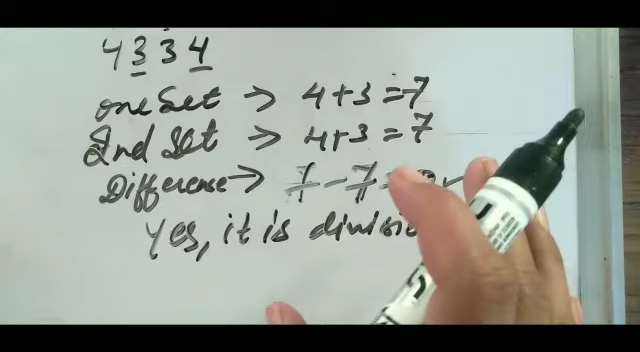 4334
one set → 4+3=7
2nd set → 4+3=7
Difference → 7-7=
Yes, it is